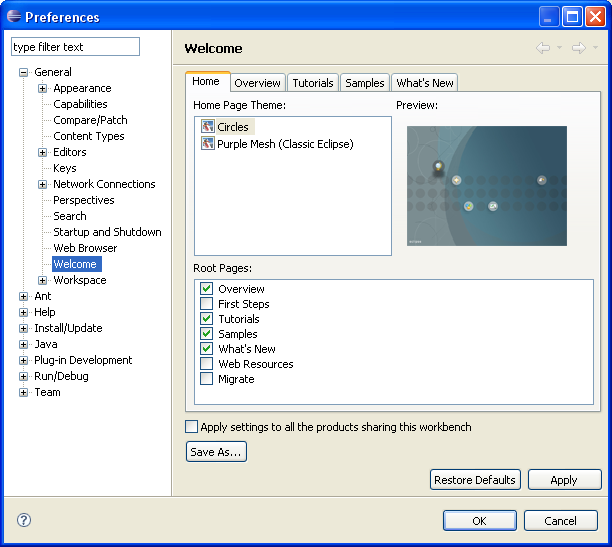 Preferences
type filter text
General
Appearance
Capabilities
Compare/Patch
Content Types
Editors
Keys
Network Connections
Perspectives
Search
Startup and Shutdown
Web Browser
Welcome
Workspace
Ant
Help
Install/Update
Java
Plug-in Development
Run/Debug
Team
Welcome
Home Overview Tutorials Samples What's New
Home Page Theme:
Circles
Purple Mesh (Classic Eclipse)
Preview:
Root Pages:
Overview
First Steps
Tutorials
Samples
What's New
Web Resources
Migrate
Apply settings to all the products sharing this workbench
Save As...
Restore Defaults Apply
? OK Cancel